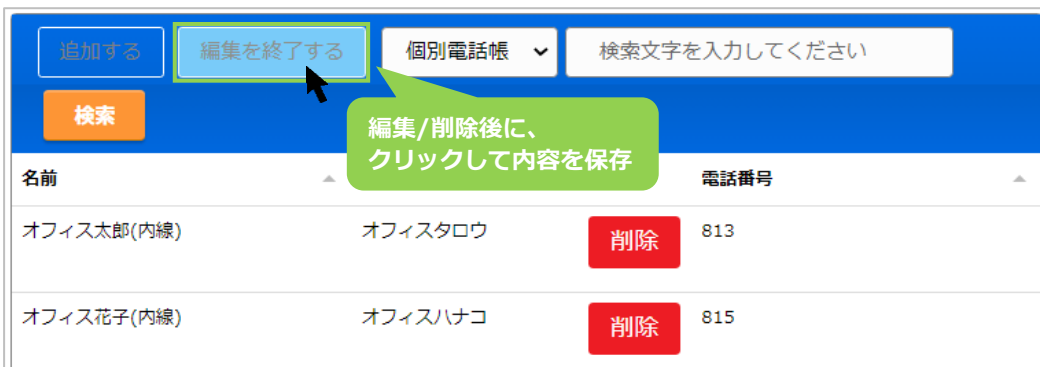 追加する 編集を終了する 個別電話帳 検索文字を入力してください
検索
編集/削除後に、
クリックして内容を保存
名前 電話番号
オフィス太郎(内線) オフィスタロウ 削除 813
オフィス花子(内線) オフィスハナコ 削除 815